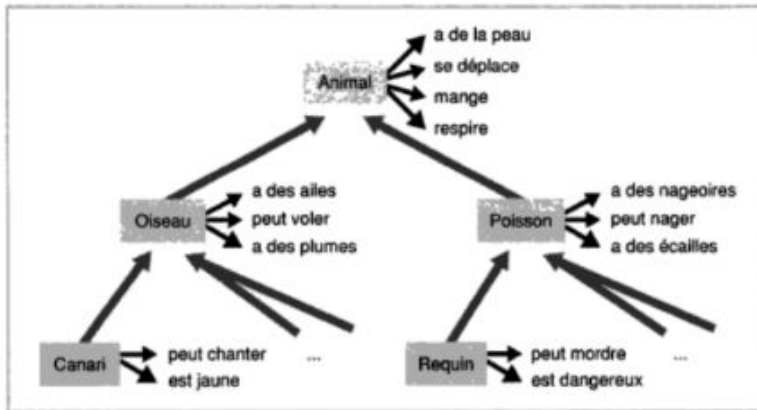 a de la peau
se déplace
Animal
mange
respire
a des ailes
Oiseau
peut voler
a des plumes
a des nageoires
Poisson
peut nager
a des écailles
Canari
peut chanter
est jaune
...
Requin
peut mordre
est dangereux
...